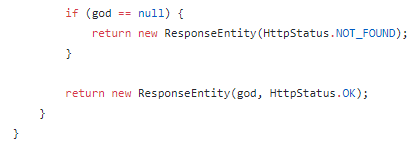 if (god == null) {
return new ResponseEntity(HttpStatus.NOT_FOUND);
}
return new ResponseEntity(god, HttpStatus.OK);
}
}